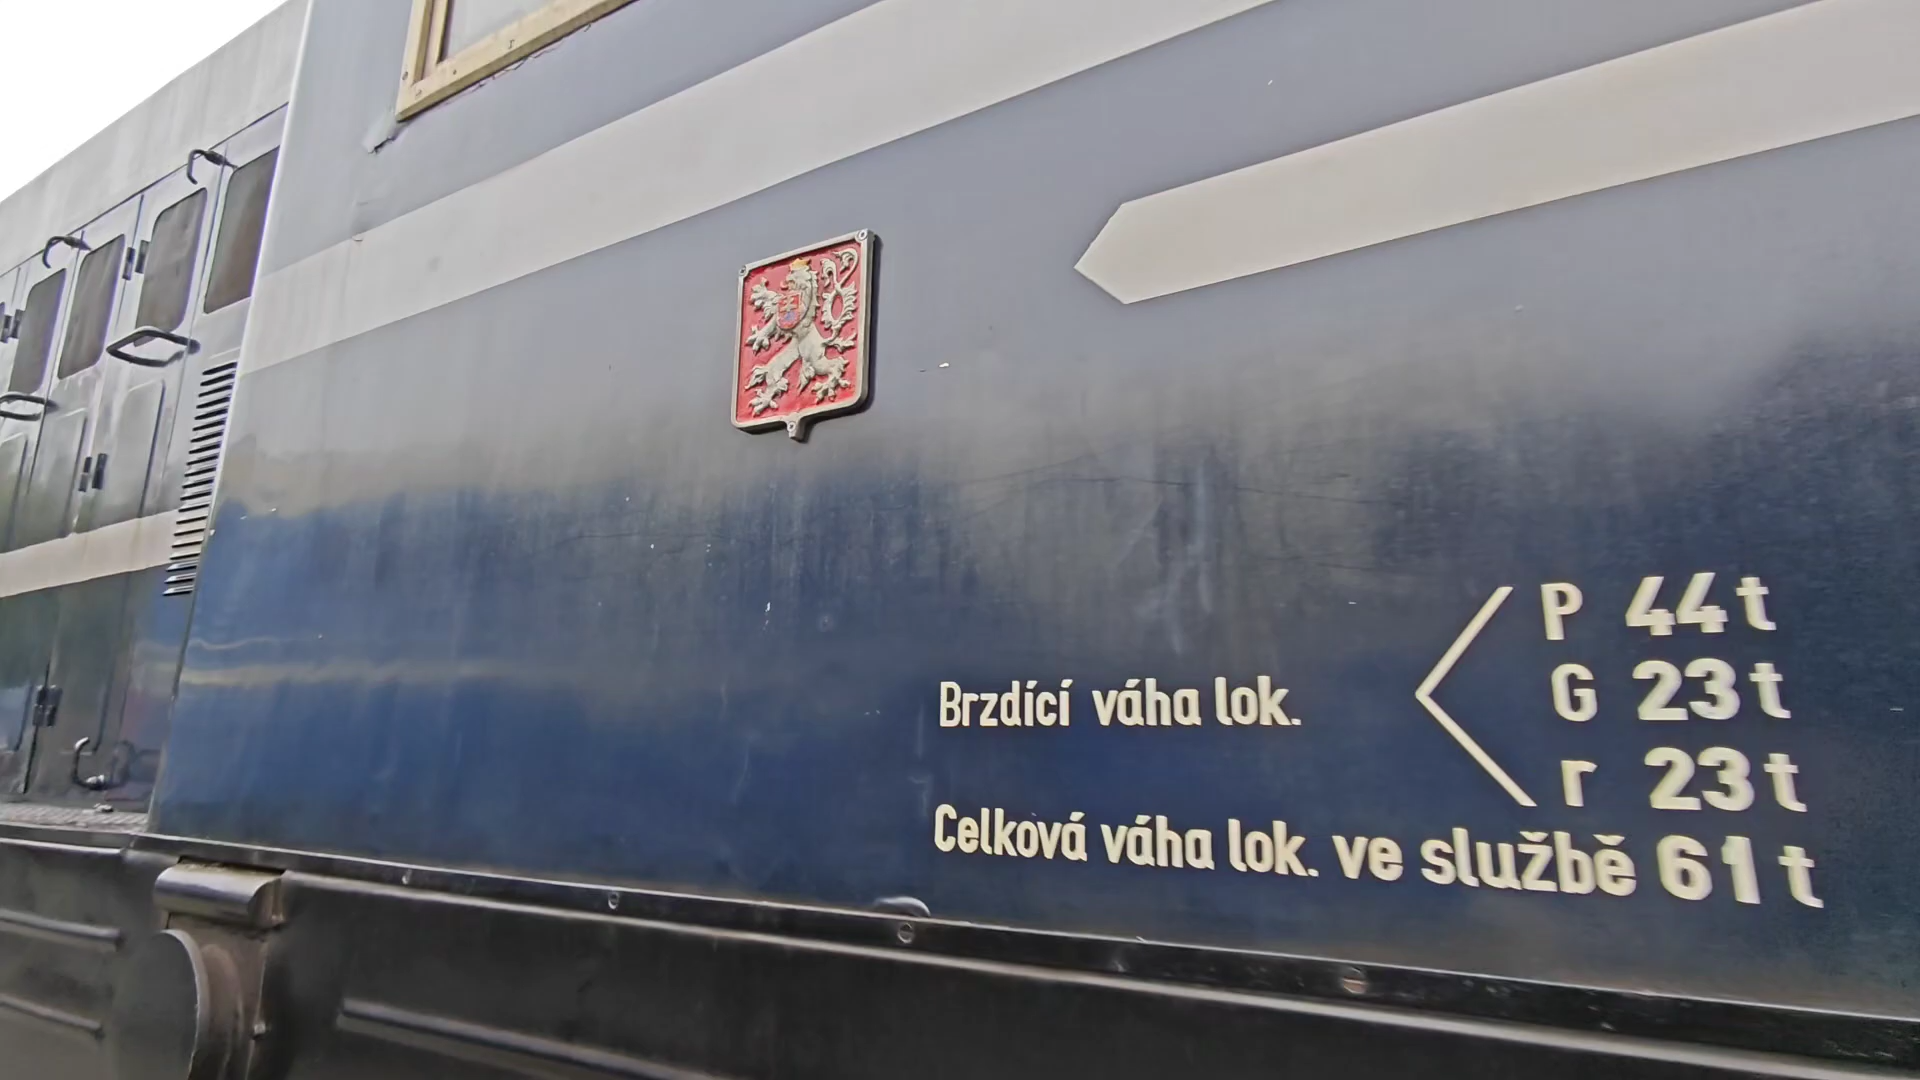 P 44 t
Brzdící váha lok. G 23 t
r 23 t
Celková váha lok. ve službě 61 t